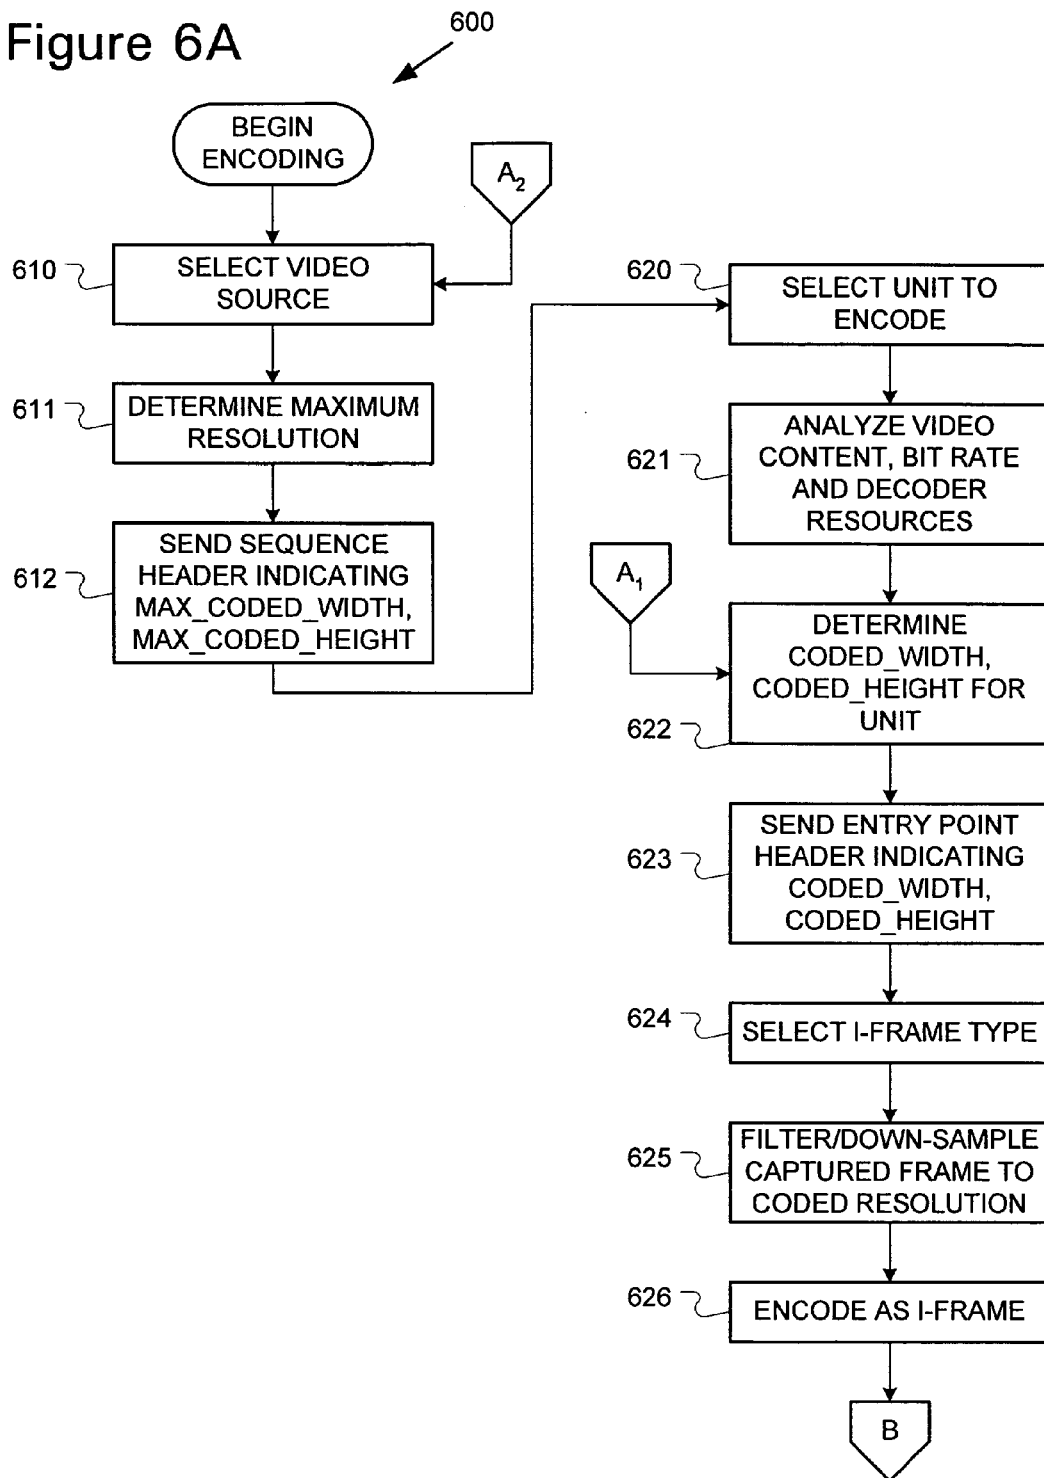 Figure 6A
600
BEGIN
ENCODING
A₂
610
SELECT VIDEO
SOURCE
611
DETERMINE MAXIMUM
RESOLUTION
612
SEND SEQUENCE
HEADER INDICATING
MAX_CODED_WIDTH,
MAX_CODED_HEIGHT
620
SELECT UNIT TO
ENCODE
621
ANALYZE VIDEO
CONTENT, BIT RATE
AND DECODER
RESOURCES
A₁
622
DETERMINE
CODED_WIDTH,
CODED_HEIGHT FOR
UNIT
623
SEND ENTRY POINT
HEADER INDICATING
CODED_WIDTH,
CODED_HEIGHT
624
SELECT I-FRAME TYPE
625
FILTER/DOWN-SAMPLE
CAPTURED FRAME TO
CODED RESOLUTION
626
ENCODE AS I-FRAME
B